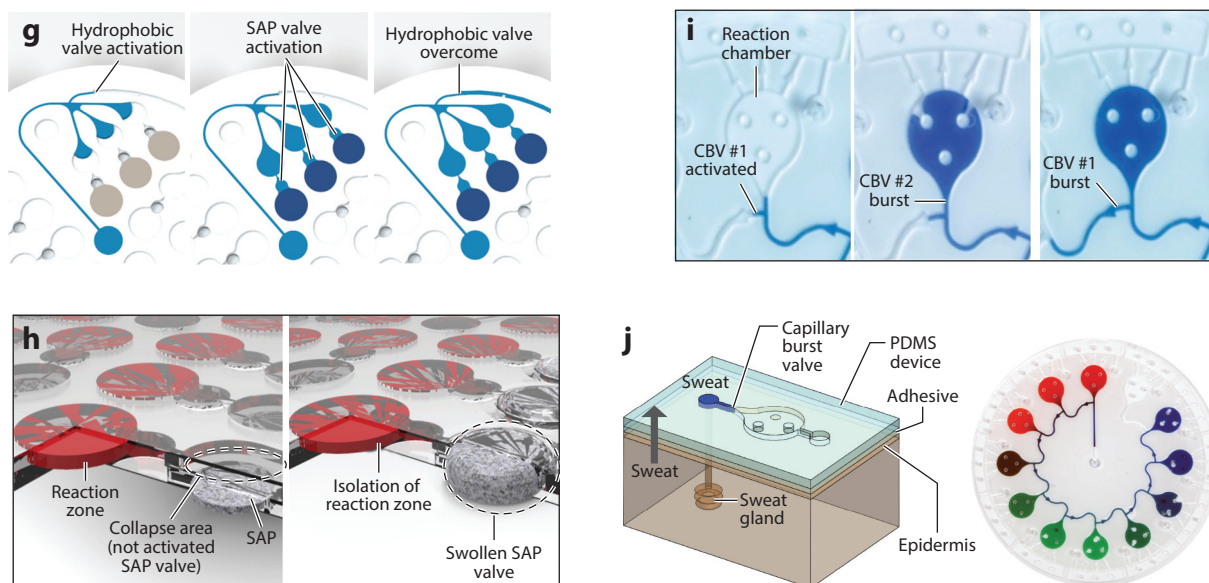 g
Hydrophobic
valve activation
SAP valve
activation
Hydrophobic valve
overcome
i
Reaction
chamber
CBV #1
activated
CBV #2
burst
CBV #1
burst
h
Reaction
zone
Collapse area
(not activated
SAP valve)
SAP
Isolation of
reaction zone
Swollen SAP
valve
j
Sweat
Capillary
burst valve
PDMS
device
Adhesive
Sweat
Sweat
gland
Epidermis